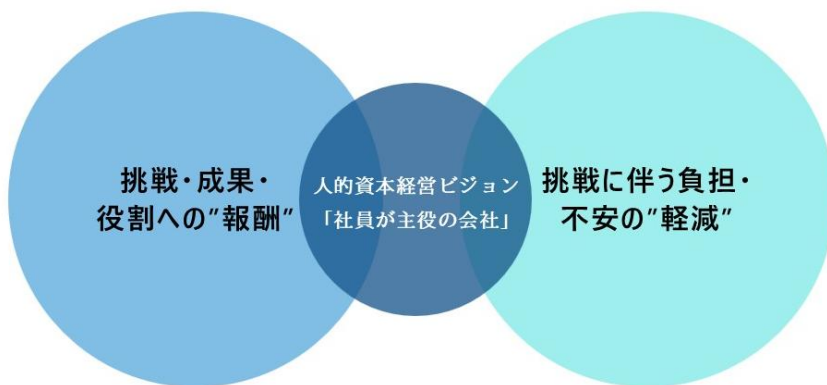 挑戦・成果・
役割への”報酬”
人的資本経営ビジョン
「社員が主役の会社」
挑戦に伴う負担・
不安の”軽減”